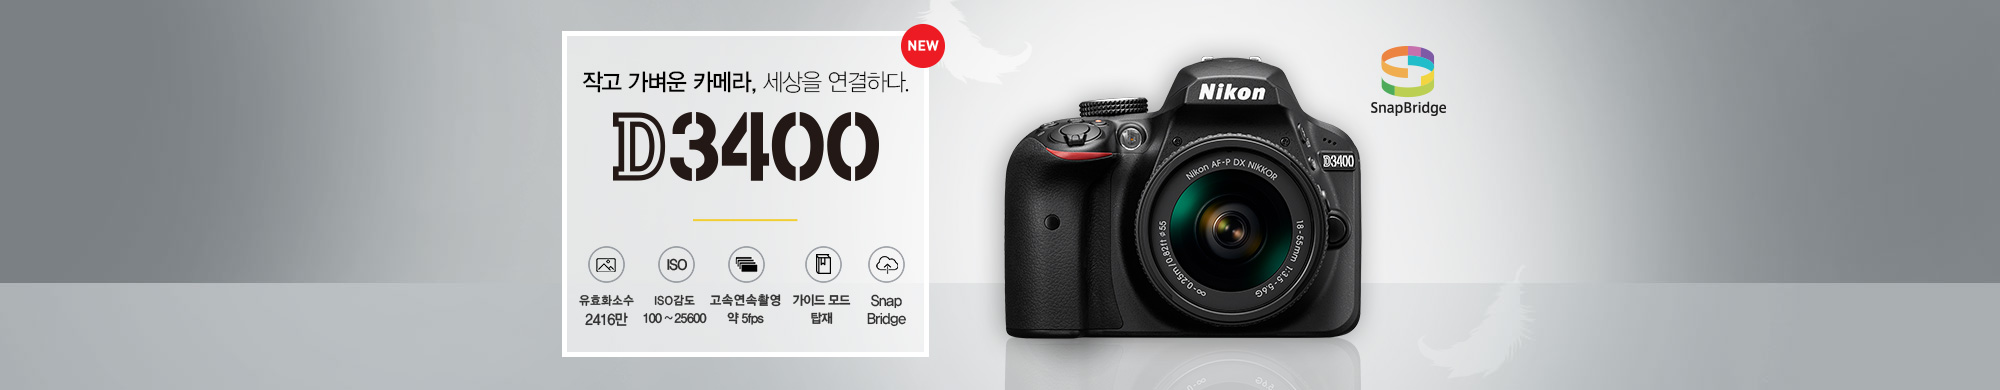 NEW
작고 가벼운 카메라, 세상을 연결하다.
D3400
유효화소수
2416만
ISO
ISO감도
100 ~ 25600
고속연속촬영
약 5fps
가이드 모드
탑재
Snap
Bridge
Nikon
D3400
Nikon AF-P DX NIKKOR
18-55mm 1:3.5-5.6G
∞-0.25m/0.82ft ⌀55
SnapBridge